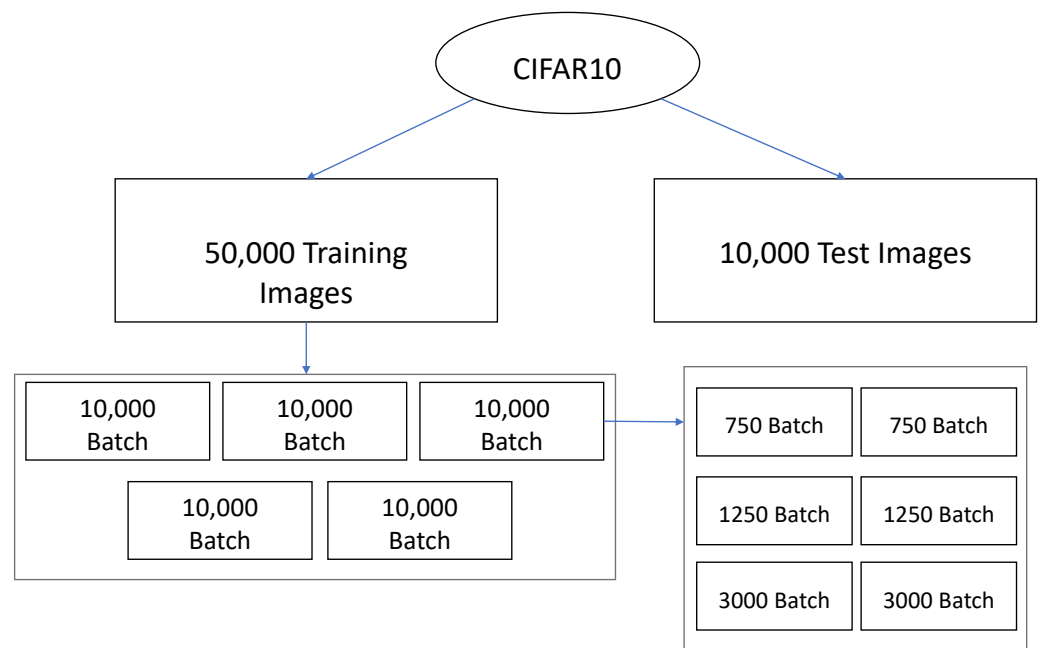 CIFAR10
50,000 Training
Images
10,000 Test Images
10,000
Batch
10,000
Batch
10,000
Batch
10,000
Batch
10,000
Batch
750 Batch
750 Batch
1250 Batch
1250 Batch
3000 Batch
3000 Batch